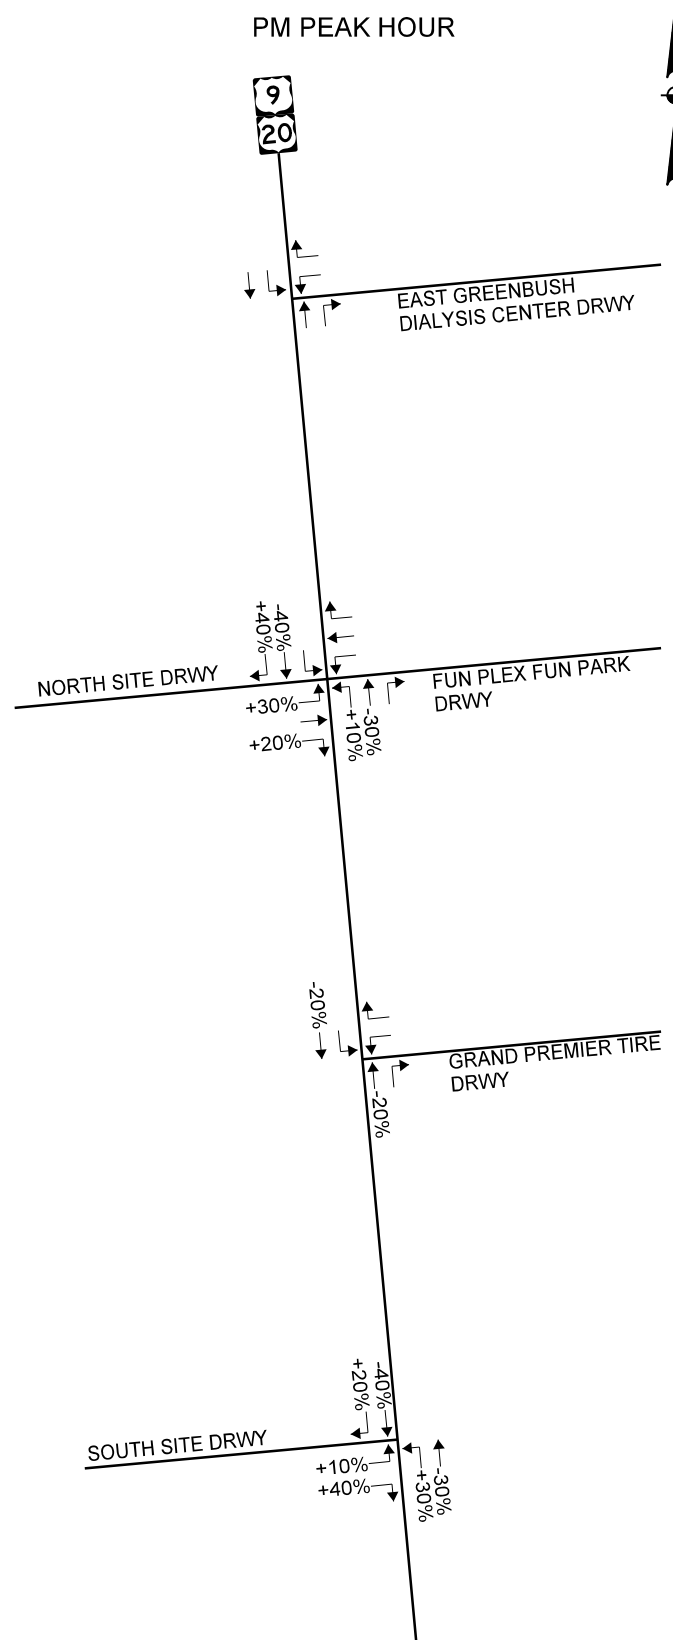 PM PEAK HOUR
9
20
EAST GREENBUSH
DIALYSIS CENTER DRWY
+40%
-40%
NORTH SITE DRWY
FUN PLEX FUN PARK
DRWY
+30%
+20%
+10%
-30%
-20%
GRAND PREMIER TIRE
DRWY
-20%
+20%
-40%
SOUTH SITE DRWY
+10%
+40%
+30%
-30%